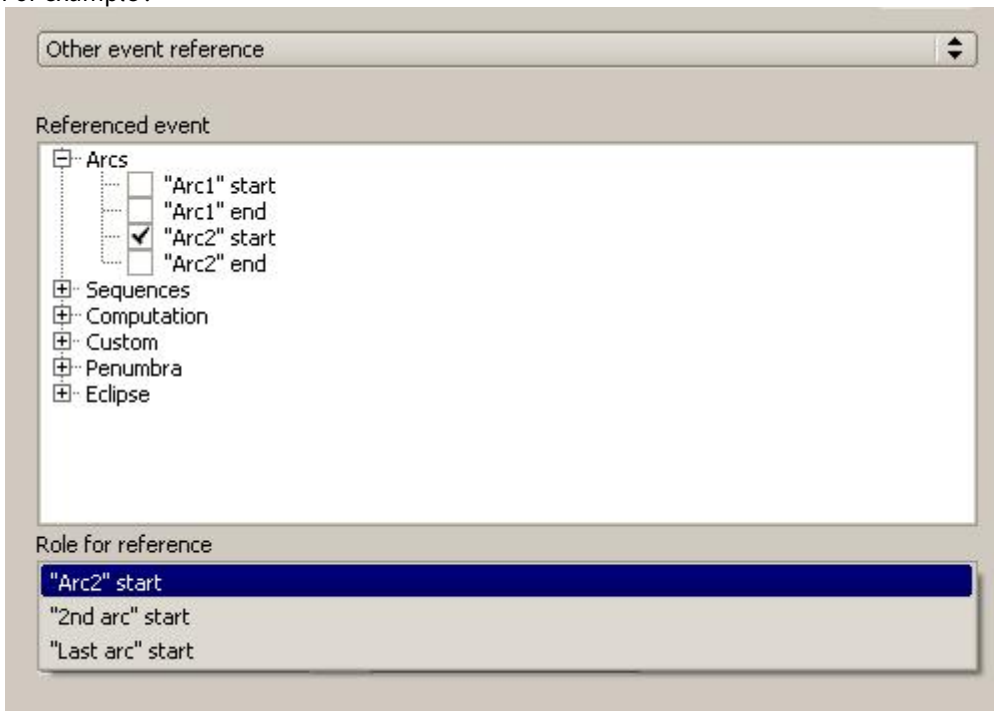 Other event reference
Referenced event
Arcs
"Arc1" start
"Arc1" end
"Arc2" start
"Arc2" end
Sequences
Computation
Custom
Penumbra
Eclipse
Role for reference
"Arc2" start
"2nd arc" start
"Last arc" start